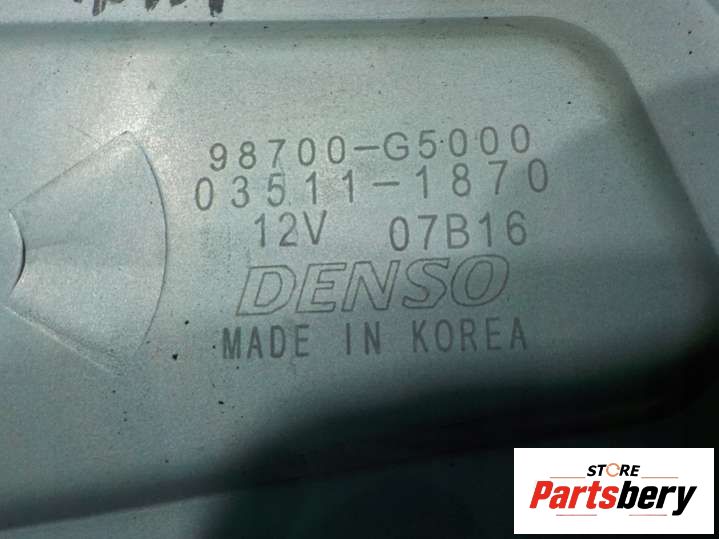 98700-G5000
03511-1870
12V 07B16
DENSO
MADE IN KOREA
STORE
Partsbery